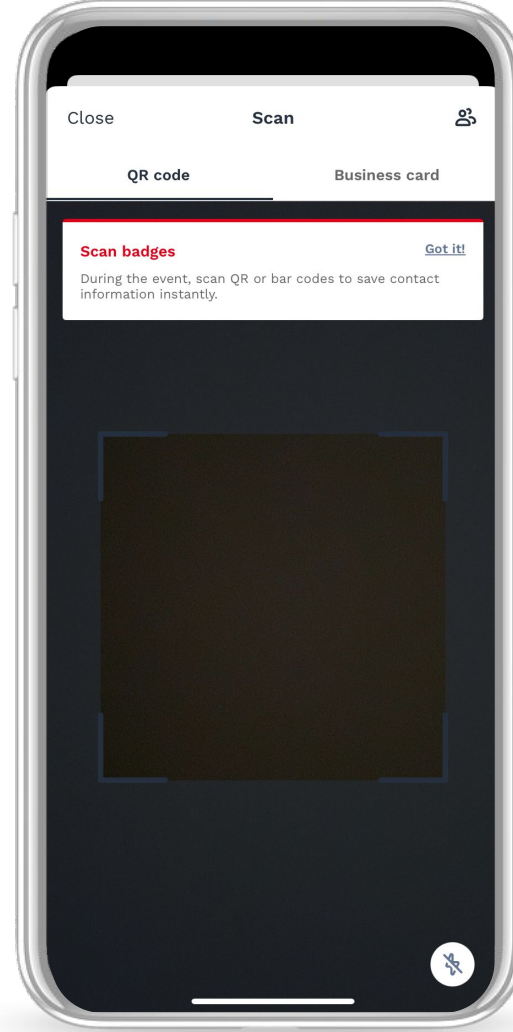 Close
Scan
QR code
Business card
Scan badges
Got it!
During the event, scan QR or bar codes to save contact
information instantly.